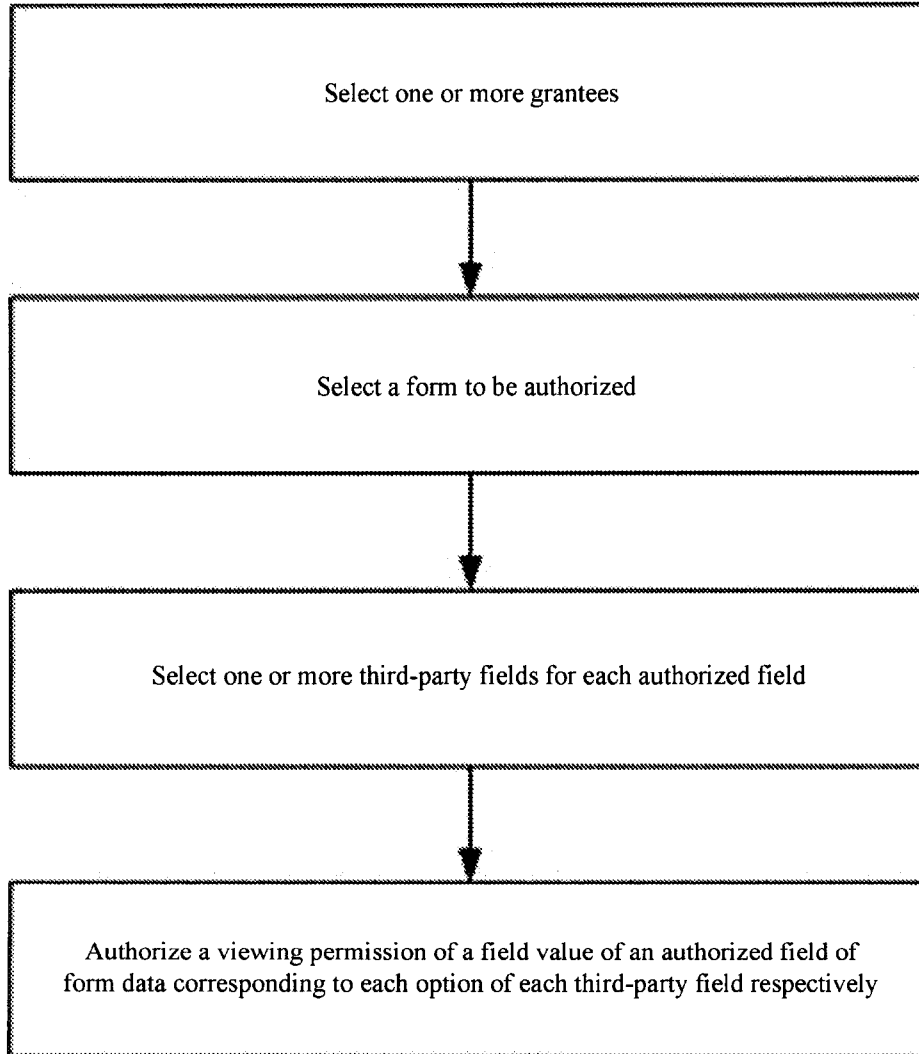 Select one or more grantees
Select a form to be authorized
Select one or more third-party fields for each authorized field
Authorize a viewing permission of a field value of an authorized field of
form data corresponding to each option of each third-party field respectively